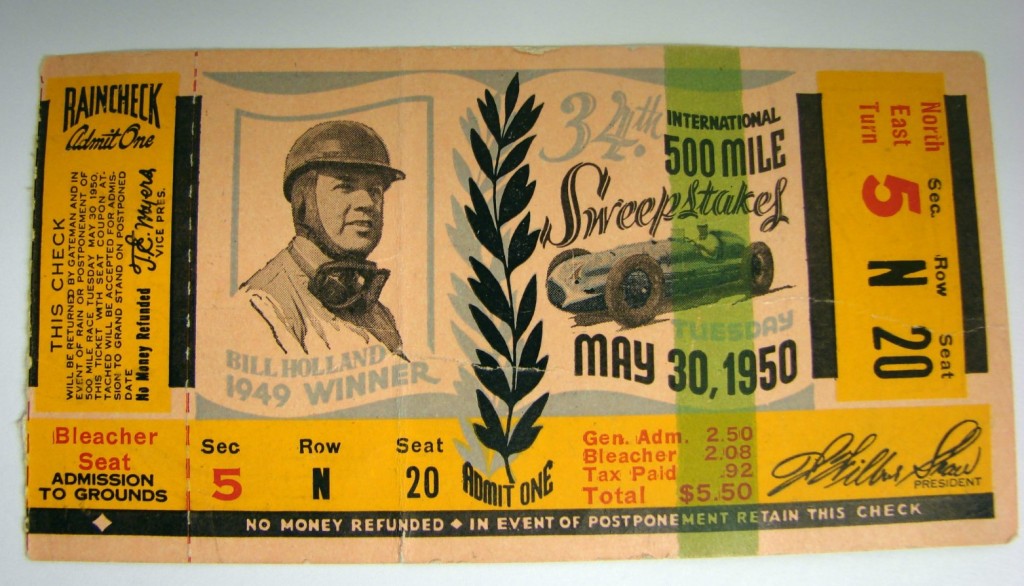 RAINCHECK
Admit One
THIS CHECK
WILL BE RETURNED BY GATEMAN AND IN
EVENT OF RAIN OR POSTPONEMENT OF
500 MILE RACE TUESDAY MAY 30 1950.
THIS TICKET WITH SEAT COUPON AT-
TACHED WILL BE ACCEPTED FOR ADMIS-
SION TO GRAND STAND ON POSTPONED
DATE
No Money Refunded
T.E. Myers
VICE PRES.
Bleacher
Seat
ADMISSION
TO GROUNDS
BILL HOLLAND
1949 WINNER
34th.
INTERNATIONAL
500 MILE
Sweepstakes
TUESDAY
MAY 30, 1950
North
East
Turn
Sec. Row Seat
5 N 20
Sec Row Seat
5 N 20
ADMIT ONE
Gen. Adm. 2.50
Bleacher 2.08
Tax Paid .92
Total $5.50
Wilbur Shaw
PRESIDENT
NO MONEY REFUNDED ◆ IN EVENT OF POSTPONEMENT RETAIN THIS CHECK